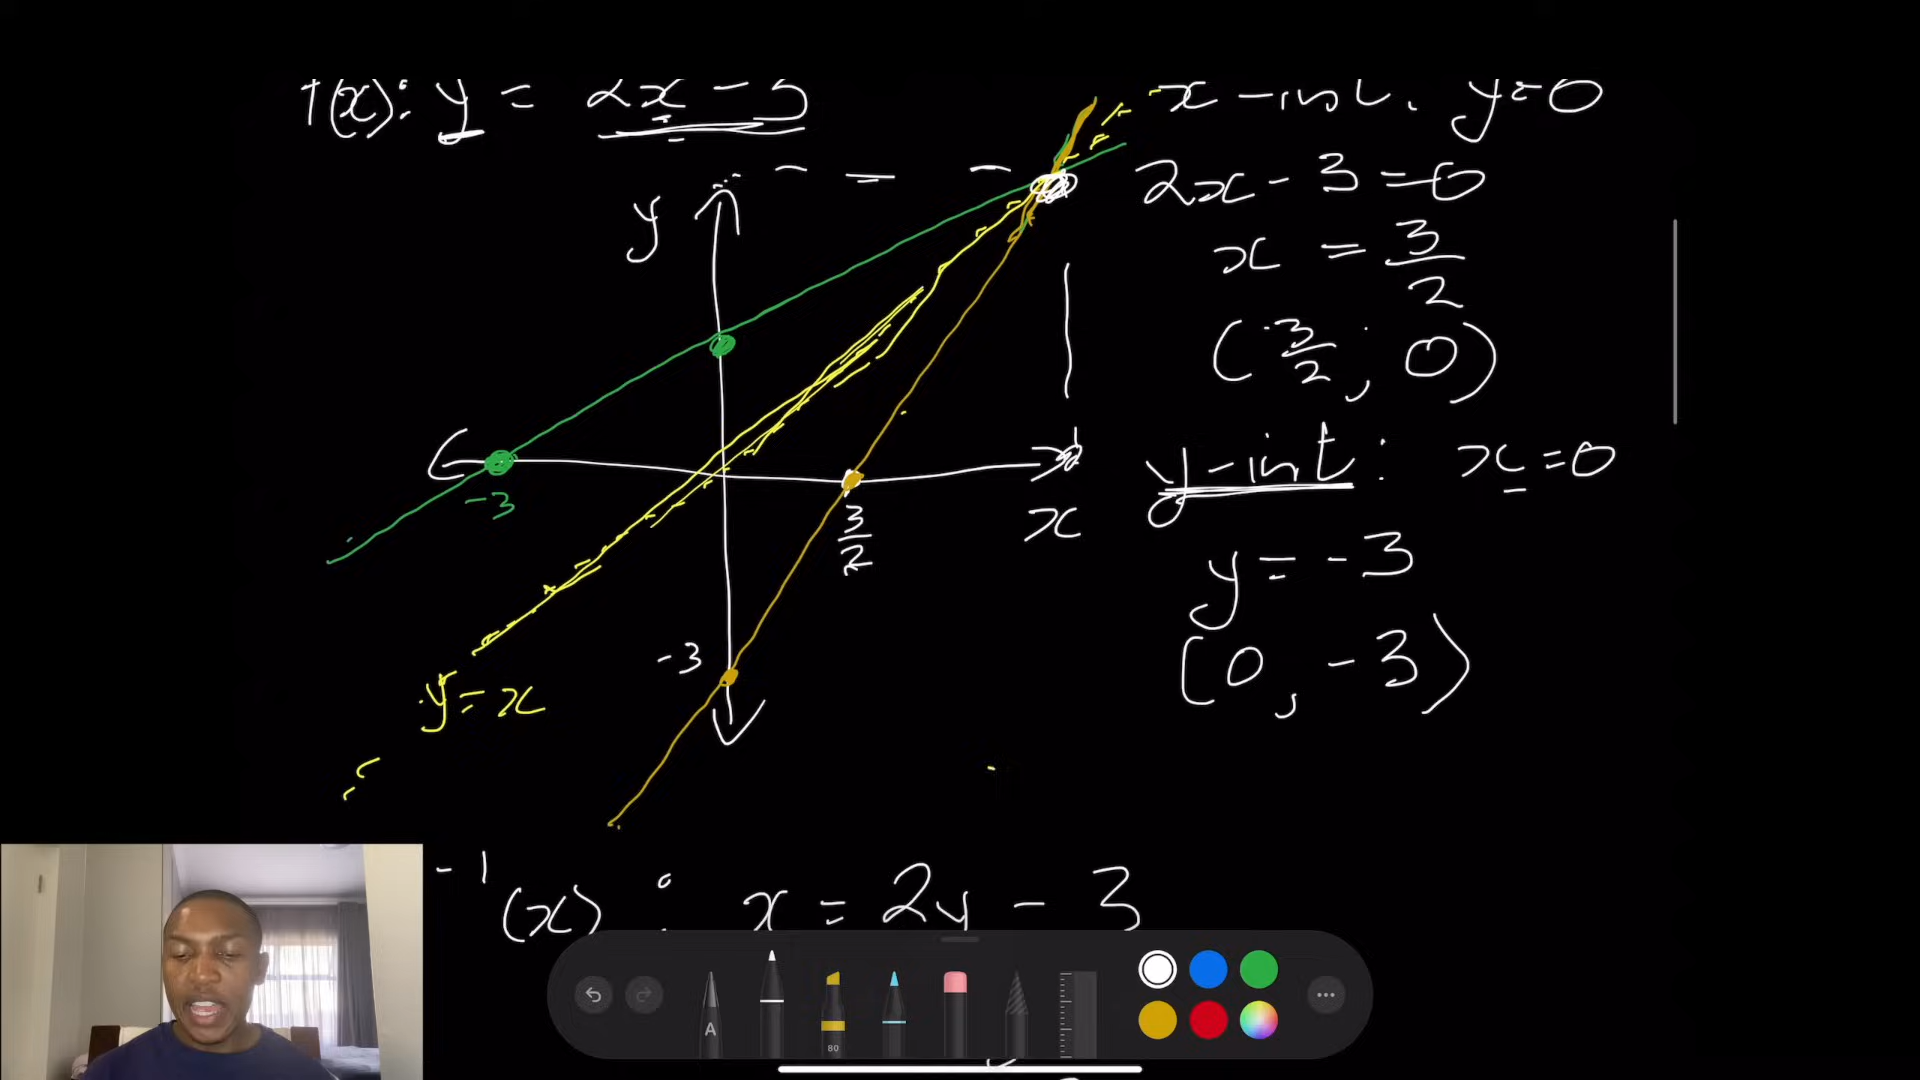 f(x): y = 2x - 3
x-int. y=0
2x - 3 = 0
x = 3/2
(3/2 ; 0)
y
-3
x
3/2
-3
y=x
y-int : x=0
y = -3
(0, -3)
-1 (x) : x = 2y - 3
A
80